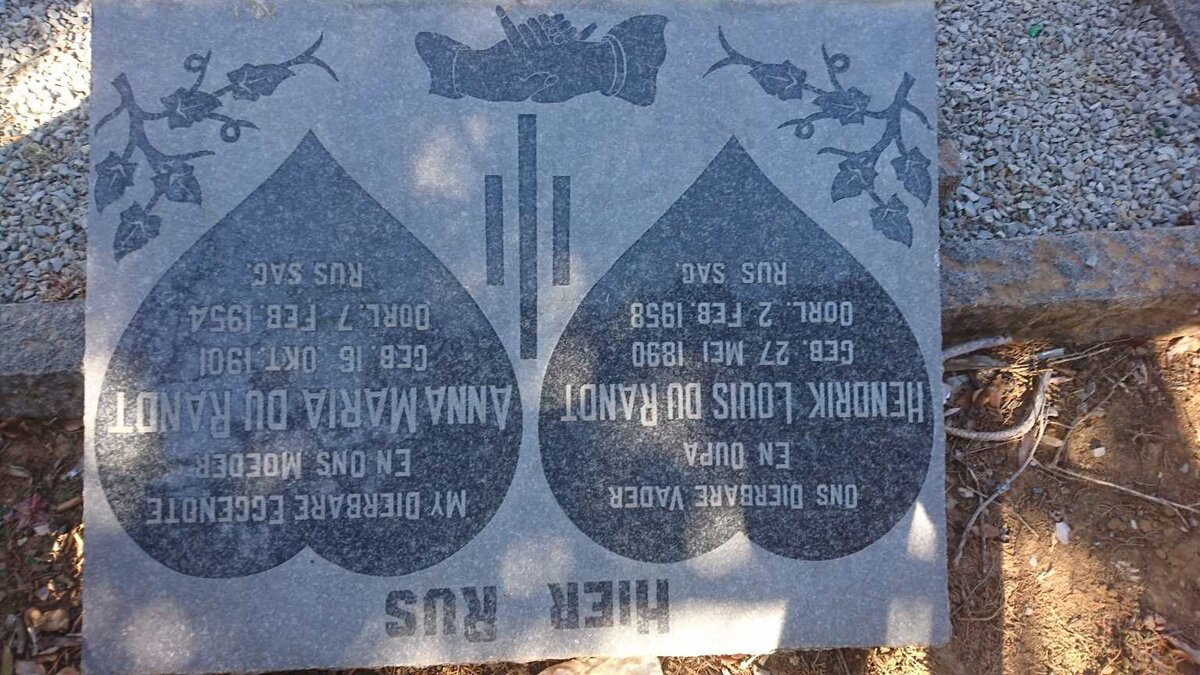 HIER RUS
ONS DIERBARE VADER
EN OUPA
HENDRIK LOUIS DU RANDT
GEB. 27 MEI 1890
OORL. 2 FEB. 1958
RUS SAG.
MY DIERBARE EGGENOTE
EN ONS MOEDER
ANNA MARIA DU RANDT
GEB. 16 OKT. 1901
OORL. 7 FEB. 1954
RUS SAG.